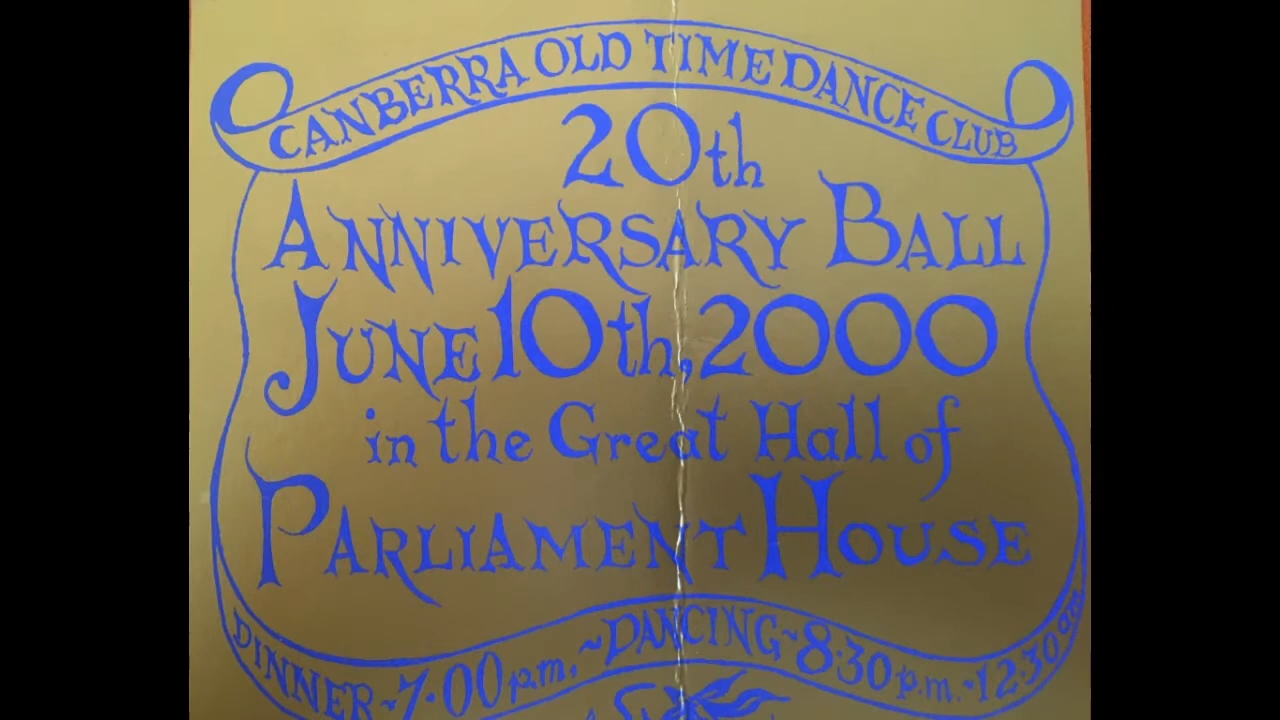 CANBERRA OLD TIME DANCE CLUB
20th
ANNIVERSARY BALL
JUNE 10th, 2000
in the Great Hall of
PARLIAMENT HOUSE
DINNER ~ 7.00 p.m. ~ DANCING ~ 8:30 p.m. ~ 12:30 am